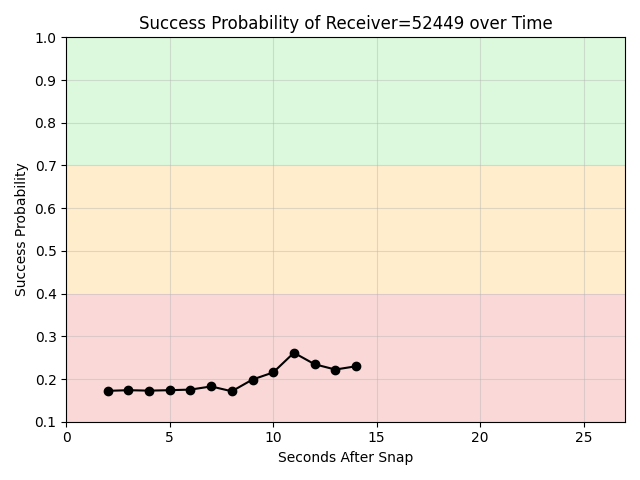 Success Probability of Receiver=52449 over Time
1.0
0.9
0.8
0.7
0.6
0.5
0.4
0.3
0.2
0.1
Success Probability
0 5 10 15 20 25
Seconds After Snap